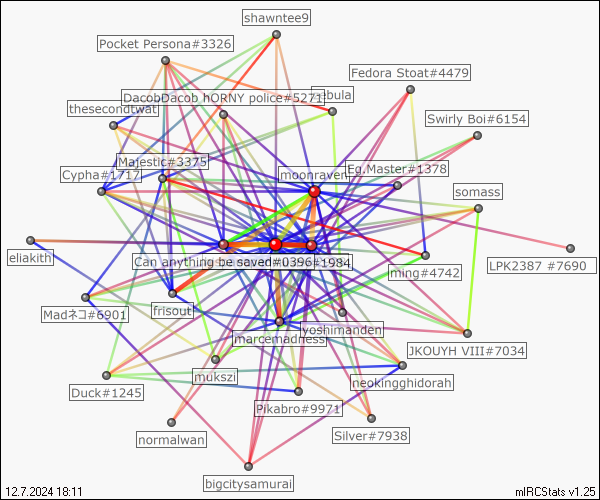 shawntee9
Pocket Persona#3326
Fedora Stoat#4479
DacobDacob hORNY police#5271
thesecondtwat
Swirly Boi#6154
Majestic#3375
Eg.Master#1378
Cypha#1717
moonraven
somass
eliakith
Can anything be saved#0396
#1984
LPK2387 #7690
ming#4742
Madネコ#6901
frisout
yoshimanden
marcemadness
JKOUYH VIII#7034
mukszi
neokingghidorah
Duck#1245
Pikabro#9971
Silver#7938
normalwan
bigcitysamurai
12.7.2024 18:11
mIRCStats v1.25